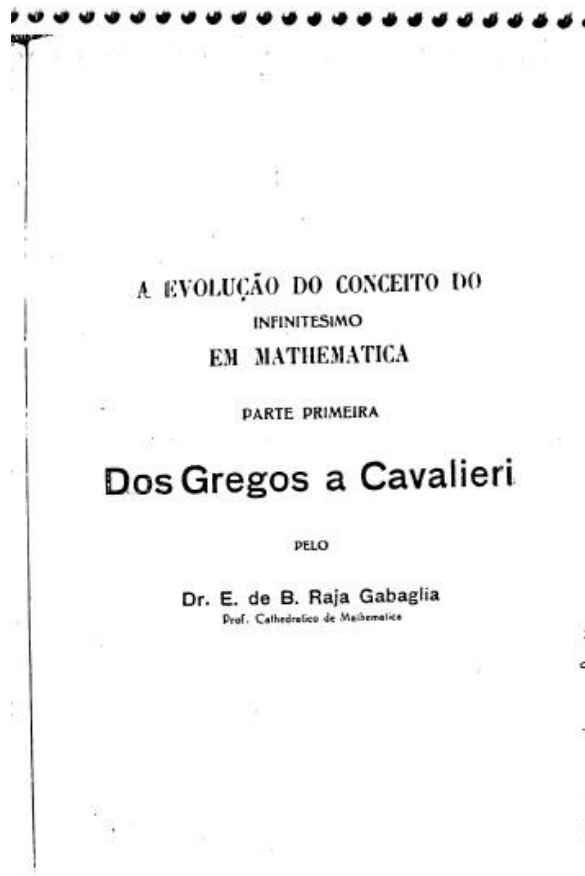 A EVOLUÇÃO DO CONCEITO DO
INFINITESIMO
EM MATHEMATICA
PARTE PRIMEIRA
Dos Gregos a Cavalieri
PELO
Dr. E. de B. Raja Gabaglia
Prof. Cathedratico de Mathematica